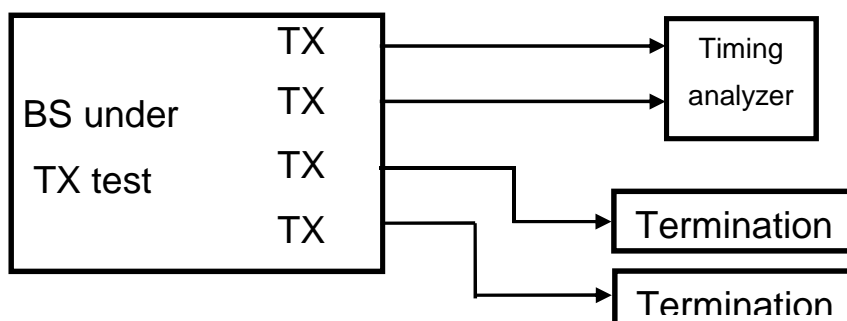 BS under
TX test
TX
TX
TX
TX
Timing
analyzer
Termination
Termination